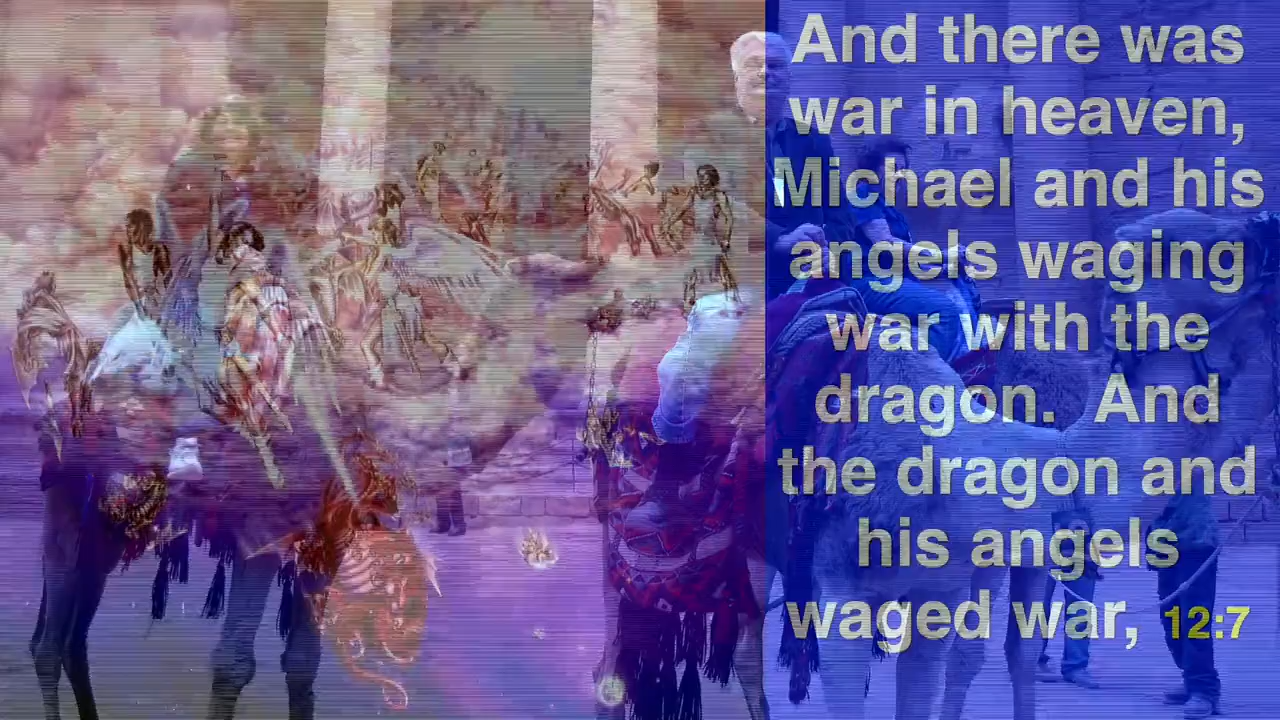 And there was
war in heaven,
Michael and his
angels waging
war with the
dragon.  And
the dragon and
his angels
waged war, 12:7